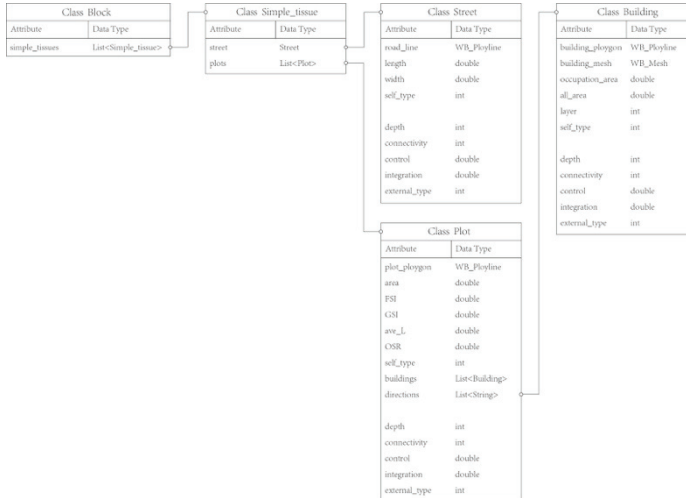 Class Block
Attribute Data Type
simple_tissues List<Simple_tissue>
Class Simple_tissue
Attribute Data Type
street Street
plots List<Plot>
Class Street
Attribute Data Type
road_line WB_Ployline
length double
width double
self_type int
depth int
connectivity int
control double
integration double
external_type int
Class Building
Attribute Data Type
building_ploygon WB_Ployline
building_mesh WB_Mesh
occupation_area double
all_area double
layer int
self_type int
depth int
connectivity int
control double
integration double
external_type int
Class Plot
Attribute Data Type
plot_ploygon WB_Ployline
area double
FSI double
GSI double
ave_L double
OSR double
self_type int
buildings List<Building>
directions List<String>
depth int
connectivity int
control double
integration double
external_type int